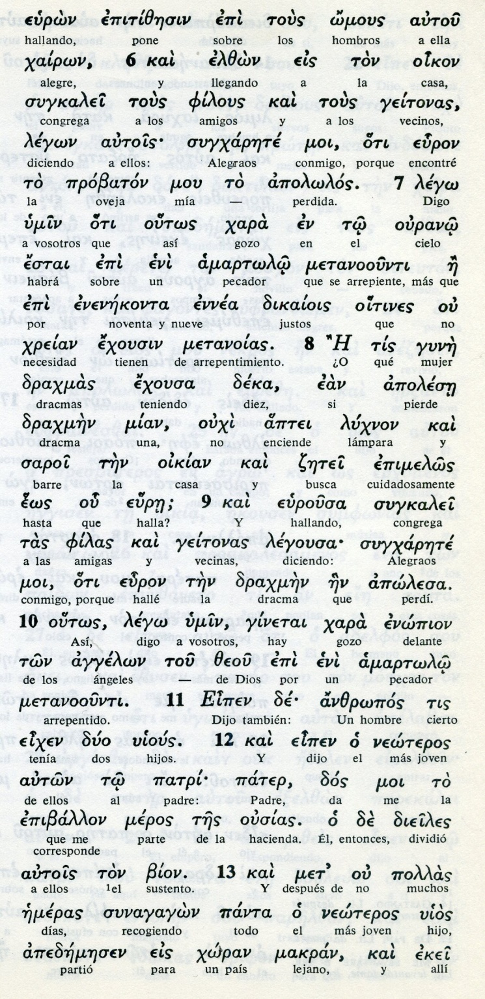 εὑρὼν ἐπιτίθησιν ἐπὶ τοὺς ὤμους αὐτοῦ
hallando, pone sobre los hombros a ella
χαίρων, 6 καὶ ἐλθὼν εἰς τὸν οἶκον
alegre, y llegando a la casa,
συγκαλεῖ τοὺς φίλους καὶ τοὺς γείτονας,
congrega a los amigos y a los vecinos,
λέγων αὐτοῖς· συγχάρητέ μοι, ὅτι εὗρον
diciendo a ellos: Alegraos conmigo, porque encontré
τὸ πρόβατόν μου τὸ ἀπολωλός. 7 λέγω
la oveja mía — perdida. Digo
ὑμῖν ὅτι οὕτως χαρὰ ἐν τῷ οὐρανῷ
a vosotros que así gozo en el cielo
ἔσται ἐπὶ ἑνὶ ἁμαρτωλῷ μετανοοῦντι ἢ
habrá sobre un pecador que se arrepiente, más que
ἐπὶ ἐνενήκοντα ἐννέα δικαίοις οἵτινες οὐ
por noventa y nueve justos que no
χρείαν ἔχουσιν μετανοίας. 8 Ἢ τίς γυνὴ
necesidad tienen de arrepentimiento. ¿O qué mujer
δραχμὰς ἔχουσα δέκα, ἐὰν ἀπολέσῃ
dracmas teniendo diez, si pierde
δραχμὴν μίαν, οὐχὶ ἅπτει λύχνον καὶ
dracma una, no enciende lámpara y
σαροῖ τὴν οἰκίαν καὶ ζητεῖ ἐπιμελῶς
barre la casa y busca cuidadosamente
ἕως οὗ εὕρῃ; 9 καὶ εὑροῦσα συγκαλεῖ
hasta que halla? Y hallando, congrega
τὰς φίλας καὶ γείτονας λέγουσα· συγχάρητέ
a las amigas y vecinas, diciendo: Alegraos
μοι, ὅτι εὗρον τὴν δραχμὴν ἣν ἀπώλεσα.
conmigo, porque hallé la dracma que perdí.
10 οὕτως, λέγω ὑμῖν, γίνεται χαρὰ ἐνώπιον
Así, digo a vosotros, hay gozo delante
τῶν ἀγγέλων τοῦ θεοῦ ἐπὶ ἑνὶ ἁμαρτωλῷ
de los ángeles — de Dios por un pecador
μετανοοῦντι. 11 Εἶπεν δέ· ἄνθρωπός τις
arrepentido. Dijo también: Un hombre cierto
εἶχεν δύο υἱούς. 12 καὶ εἶπεν ὁ νεώτερος
tenía dos hijos. Y dijo el más joven
αὐτῶν τῷ πατρί· πάτερ, δός μοι τὸ
de ellos al padre: Padre, da me la
ἐπιβάλλον μέρος τῆς οὐσίας. ὁ δὲ διεῖλες
que me parte de la hacienda. Él, entonces, dividió
corresponde
αὐτοῖς τὸν βίον. 13 καὶ μετ’ οὐ πολλὰς
a ellos ¹el sustento. Y después de no muchos
ἡμέρας συναγαγὼν πάντα ὁ νεώτερος υἱὸς
días, recogiendo todo el más joven hijo,
ἀπεδήμησεν εἰς χώραν μακράν, καὶ ἐκεῖ
partió para un país lejano, y allí